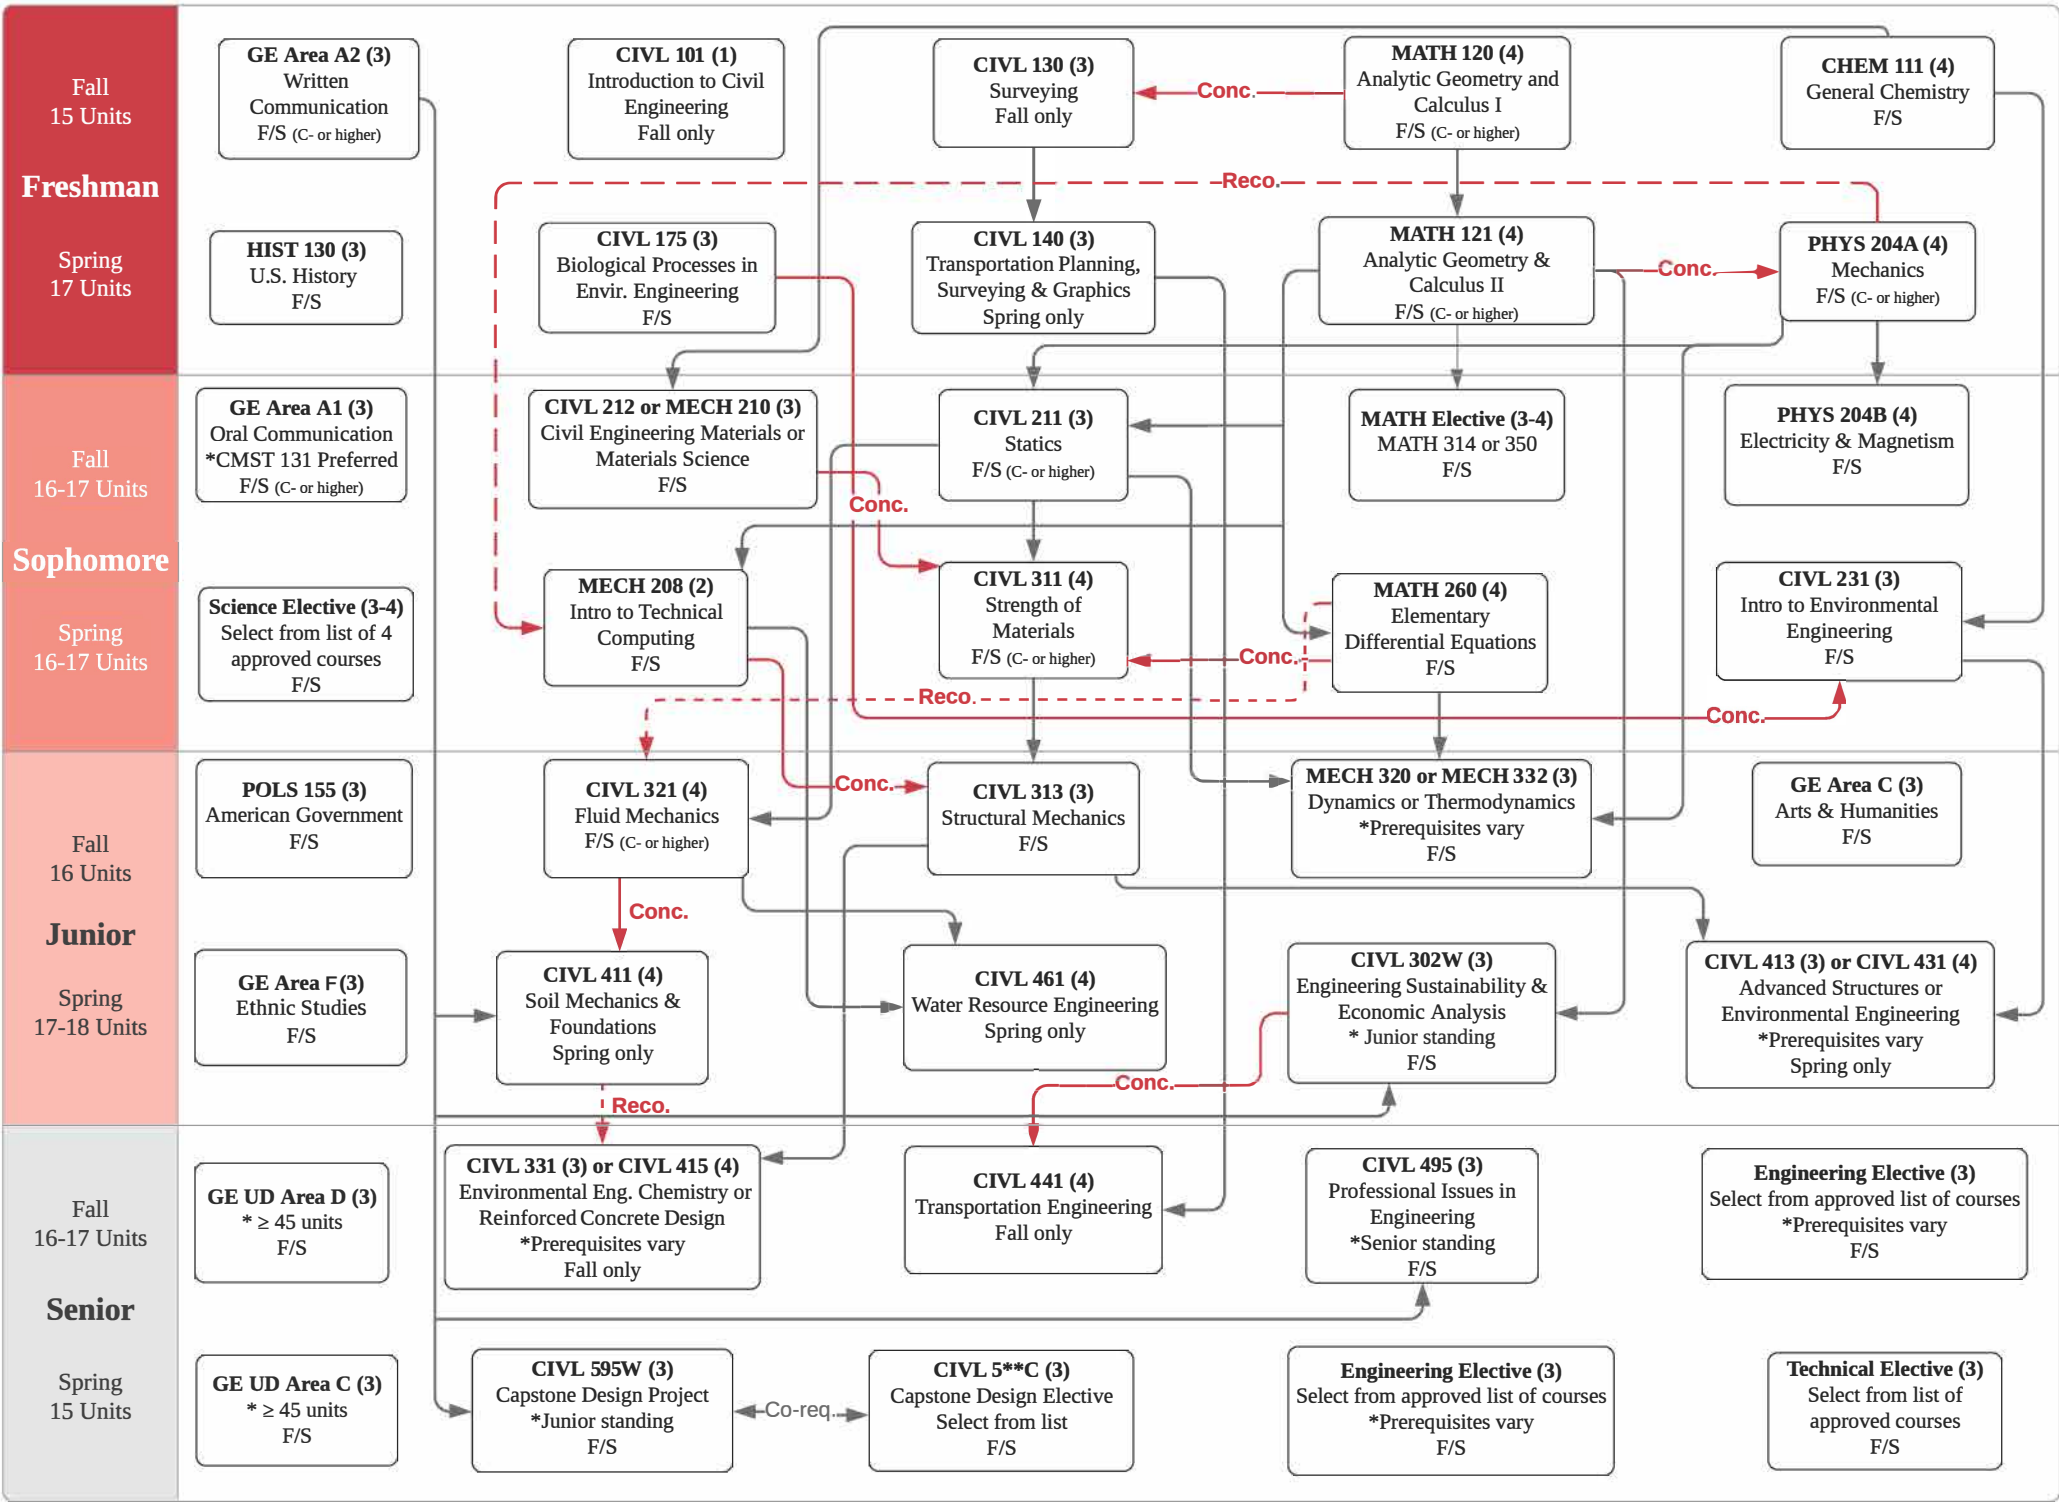 Fall
15 Units
Freshman
Spring
17 Units
GE Area A2 (3)
Written
Communication
F/S (C- or higher)
CIVL 101 (1)
Introduction to Civil
Engineering
Fall only
CIVL 130 (3)
Surveying
Fall only
Conc.
MATH 120 (4)
Analytic Geometry and
Calculus I
F/S (C- or higher)
CHEM 111 (4)
General Chemistry
F/S
Reco.
HIST 130 (3)
U.S. History
F/S
CIVL 175 (3)
Biological Processes in
Envir. Engineering
F/S
CIVL 140 (3)
Transportation Planning,
Surveying & Graphics
Spring only
MATH 121 (4)
Analytic Geometry &
Calculus II
F/S (C- or higher)
Conc.
PHYS 204A (4)
Mechanics
F/S (C- or higher)
Fall
16-17 Units
Sophomore
Spring
16-17 Units
GE Area A1 (3)
Oral Communication
*CMST 131 Preferred
F/S (C- or higher)
CIVL 212 or MECH 210 (3)
Civil Engineering Materials or
Materials Science
F/S
Conc.
CIVL 211 (3)
Statics
F/S (C- or higher)
MATH Elective (3-4)
MATH 314 or 350
F/S
PHYS 204B (4)
Electricity & Magnetism
F/S
Science Elective (3-4)
Select from list of 4
approved courses
F/S
MECH 208 (2)
Intro to Technical
Computing
F/S
CIVL 311 (4)
Strength of
Materials
F/S (C- or higher)
Conc.
MATH 260 (4)
Elementary
Differential Equations
F/S
CIVL 231 (3)
Intro to Environmental
Engineering
F/S
Reco.
Conc.
Fall
16 Units
Junior
Spring
17-18 Units
POLS 155 (3)
American Government
F/S
CIVL 321 (4)
Fluid Mechanics
F/S (C- or higher)
Conc.
CIVL 313 (3)
Structural Mechanics
F/S
MECH 320 or MECH 332 (3)
Dynamics or Thermodynamics
*Prerequisites vary
F/S
GE Area C (3)
Arts & Humanities
F/S
Conc.
GE Area F (3)
Ethnic Studies
F/S
CIVL 411 (4)
Soil Mechanics &
Foundations
Spring only
CIVL 461 (4)
Water Resource Engineering
Spring only
CIVL 302W (3)
Engineering Sustainability &
Economic Analysis
* Junior standing
F/S
CIVL 413 (3) or CIVL 431 (4)
Advanced Structures or
Environmental Engineering
*Prerequisites vary
Spring only
Conc.
Reco.
Fall
16-17 Units
Senior
Spring
15 Units
GE UD Area D (3)
* ≥ 45 units
F/S
CIVL 331 (3) or CIVL 415 (4)
Environmental Eng. Chemistry or
Reinforced Concrete Design
*Prerequisites vary
Fall only
CIVL 441 (4)
Transportation Engineering
Fall only
CIVL 495 (3)
Professional Issues in
Engineering
*Senior standing
F/S
Engineering Elective (3)
Select from approved list of courses
*Prerequisites vary
F/S
GE UD Area C (3)
* ≥ 45 units
F/S
CIVL 595W (3)
Capstone Design Project
*Junior standing
F/S
Co-req.
CIVL 5**C (3)
Capstone Design Elective
Select from list
F/S
Engineering Elective (3)
Select from approved list of courses
*Prerequisites vary
F/S
Technical Elective (3)
Select from list of
approved courses
F/S